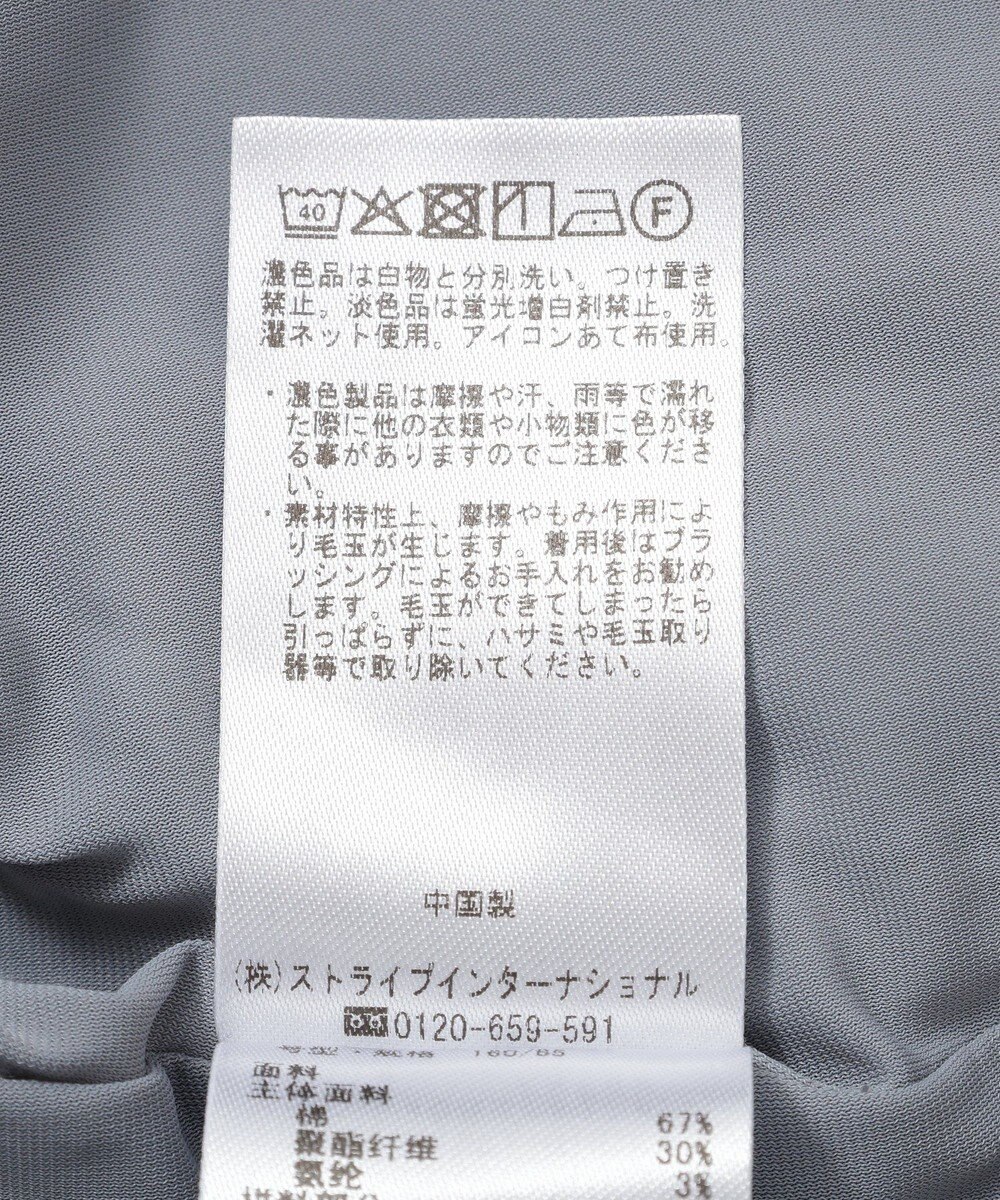 40 F
濃色品は白物と分別洗い。つけ置き
禁止。淡色品は蛍光増白剤禁止。洗
濯ネット使用。アイロンあて布使用。
・濃色製品は摩擦や汗、雨等で濡れ
た際に他の衣類や小物類に色が移
る事がありますのでご注意くださ
い。
・素材特性上、摩擦やもみ作用によ
り毛玉が生じます。着用後はブラ
ッシングによるお手入れをお勧め
します。毛玉ができてしまったら
引っぱらずに、ハサミや毛玉取り
器等で取り除いてください。
中国製
(株)ストライプインターナショナル
0120-659-591
号型·规格 160/85
面料
主体面料
棉 67%
聚酯纤维 30%
氨纶 3%